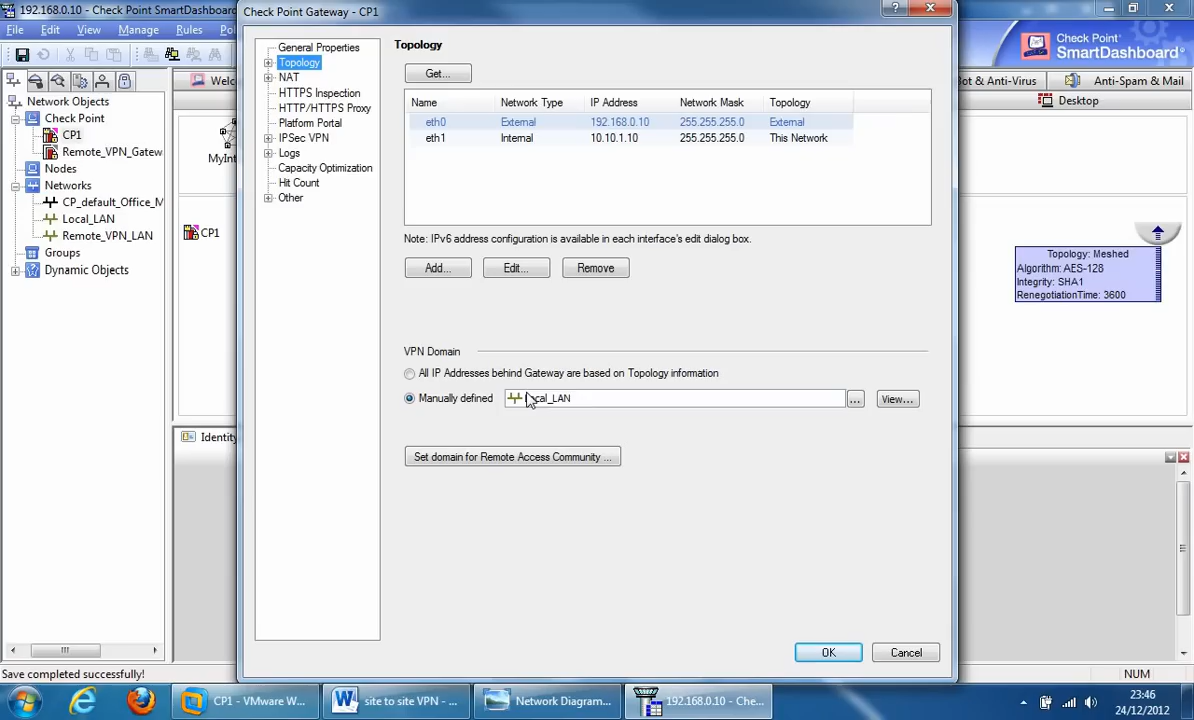 192.168.0.10 - Check Point SmartDashboard
File Edit View Manage Rules
Network Objects
Check Point
CP1
Remote_VPN_Gatew
Nodes
Networks
CP_default_Office_M
Local_LAN
Remote_VPN_LAN
Groups
Dynamic Objects
Save completed successfully!
Welc
MyIn
CP1
Identity
Check Point Gateway - CP1
General Properties
Topology
NAT
HTTPS Inspection
HTTP/HTTPS Proxy
Platform Portal
IPSec VPN
Logs
Capacity Optimization
Hit Count
Other
Topology
Get...
Name Network Type IP Address Network Mask Topology
eth0 External 192.168.0.10 255.255.255.0 External
eth1 Internal 10.10.1.10 255.255.255.0 This Network
Note: IPv6 address configuration is available in each interface's edit dialog box.
Add... Edit... Remove
VPN Domain
All IP Addresses behind Gateway are based on Topology information
Manually defined cal_LAN ... View...
Set domain for Remote Access Community ...
OK Cancel
Check Point
SmartDashboard
ot & Anti-Virus Anti-Spam & Mail
Desktop
Topology: Meshed
Algorithm: AES-128
Integrity: SHA1
RenegotiationTime: 3600
NUM
CP1 - VMware W...
site to site VPN - ...
Network Diagram...
192.168.0.10 - Che...
23:46
24/12/2012